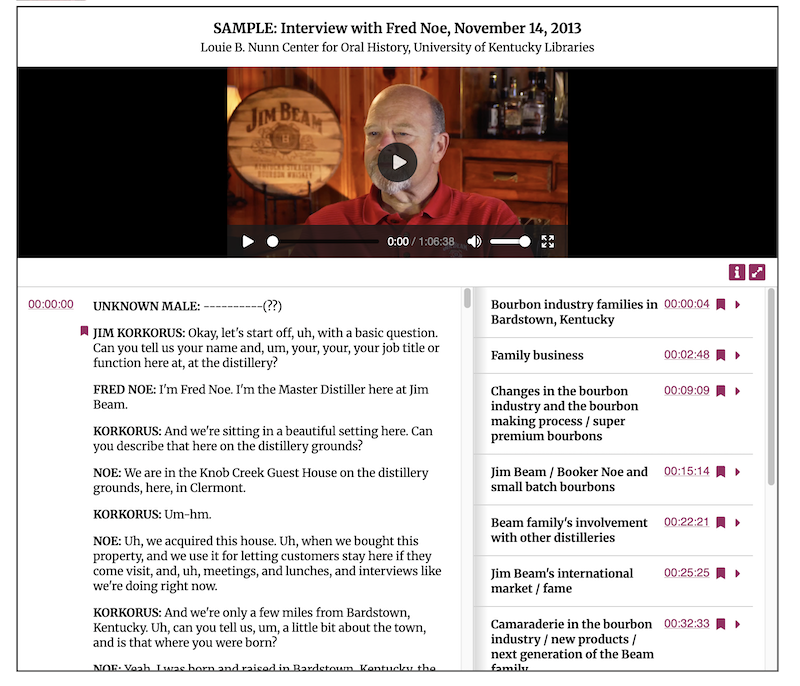 SAMPLE: Interview with Fred Noe, November 14, 2013
Louie B. Nunn Center for Oral History, University of Kentucky Libraries
JIM BEAM
KENTUCKY STRAIGHT
BOURBON WHISKEY
0:00 / 1:06:38
00:00:00
UNKNOWN MALE: ----------(??)
JIM KORKORUS: Okay, let's start off, uh, with a basic question.
Can you tell us your name and, um, your, your, your job title or
function here at, at the distillery?
FRED NOE: I'm Fred Noe. I'm the Master Distiller here at Jim
Beam.
KORKORUS: And we're sitting in a beautiful setting here. Can
you describe that here on the distillery grounds?
NOE: We are in the Knob Creek Guest House on the distillery
grounds, here, in Clermont.
KORKORUS: Um-hm.
NOE: Uh, we acquired this house. Uh, when we bought this
property, and we use it for letting customers stay here if they
come visit, and, uh, meetings, and lunches, and interviews like
we're doing right now.
KORKORUS: And we're only a few miles from Bardstown,
Kentucky. Uh, can you tell us, um, a little bit about the town,
and is that where you were born?
NOE: Yeah, I was born and raised in Bardstown, Kentucky, the
Bourbon industry families in
Bardstown, Kentucky
00:00:04
Family business
00:02:48
Changes in the bourbon
industry and the bourbon
making process / super
premium bourbons
00:09:09
Jim Beam / Booker Noe and
small batch bourbons
00:15:14
Beam family's involvement
with other distilleries
00:22:21
Jim Beam's international
market / fame
00:25:25
Camaraderie in the bourbon
industry / new products /
next generation of the Beam
family
00:32:33